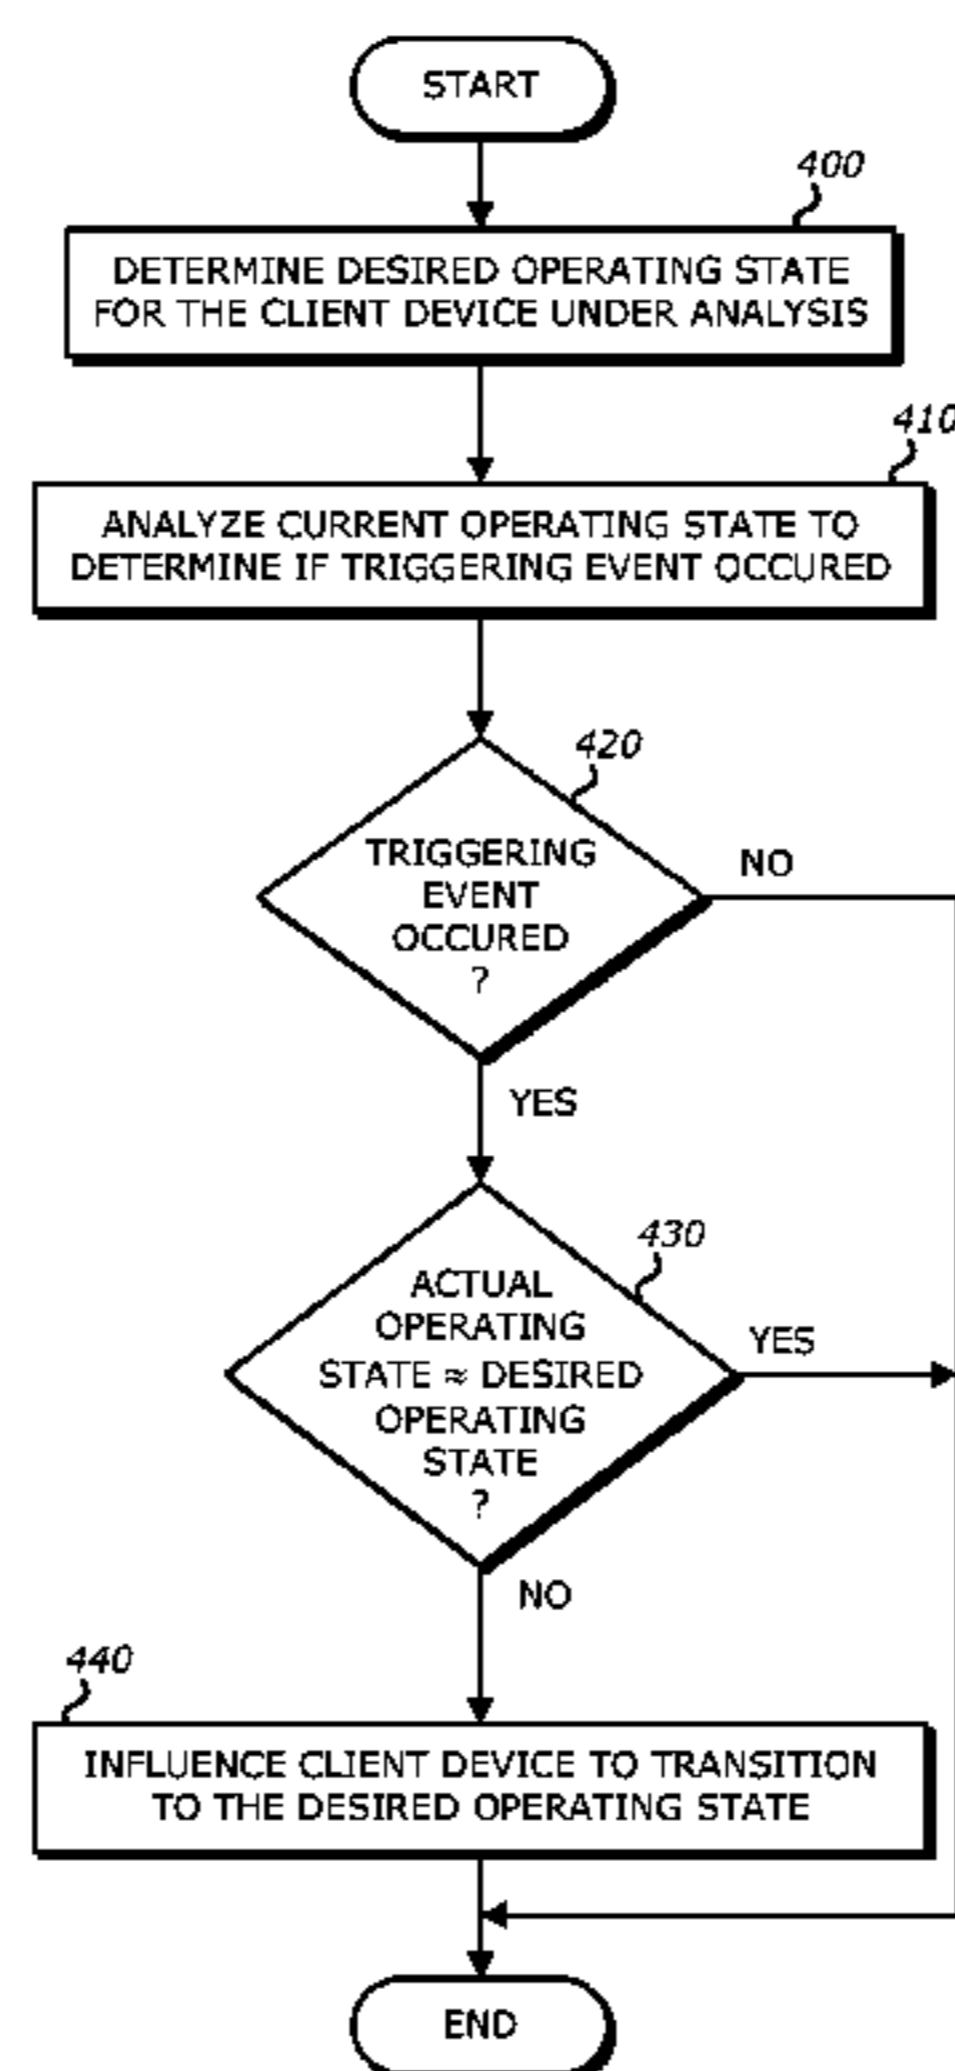 START
400
DETERMINE DESIRED OPERATING STATE
FOR THE CLIENT DEVICE UNDER ANALYSIS
410
ANALYZE CURRENT OPERATING STATE TO
DETERMINE IF TRIGGERING EVENT OCCURED
420
TRIGGERING
EVENT
OCCURED
?
NO
YES
430
ACTUAL
OPERATING
STATE ≈ DESIRED
OPERATING
STATE
?
YES
NO
440
INFLUENCE CLIENT DEVICE TO TRANSITION
TO THE DESIRED OPERATING STATE
END